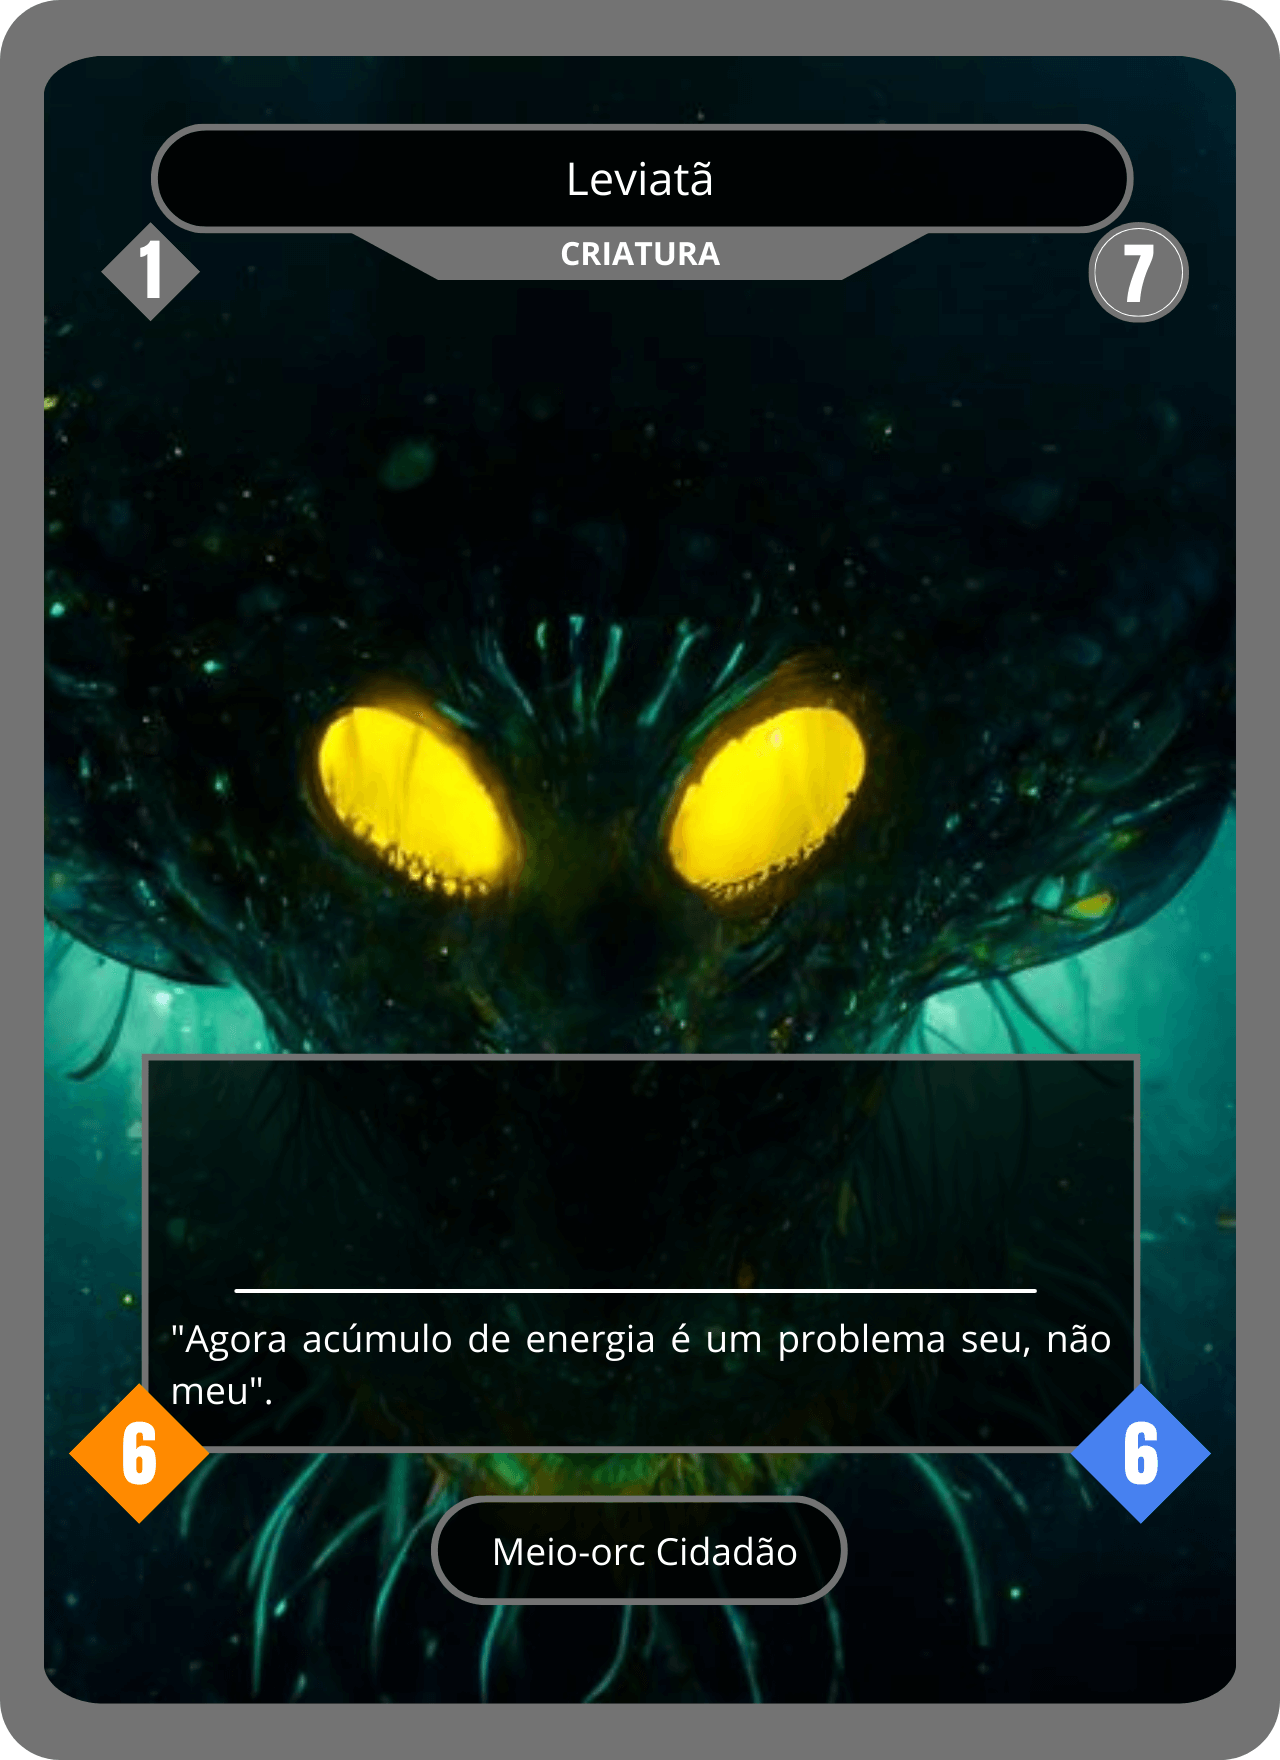 Leviatã
1
CRIATURA
7
"Agora acúmulo de energia é um problema seu, não
meu".
6
6
Meio-orc Cidadão